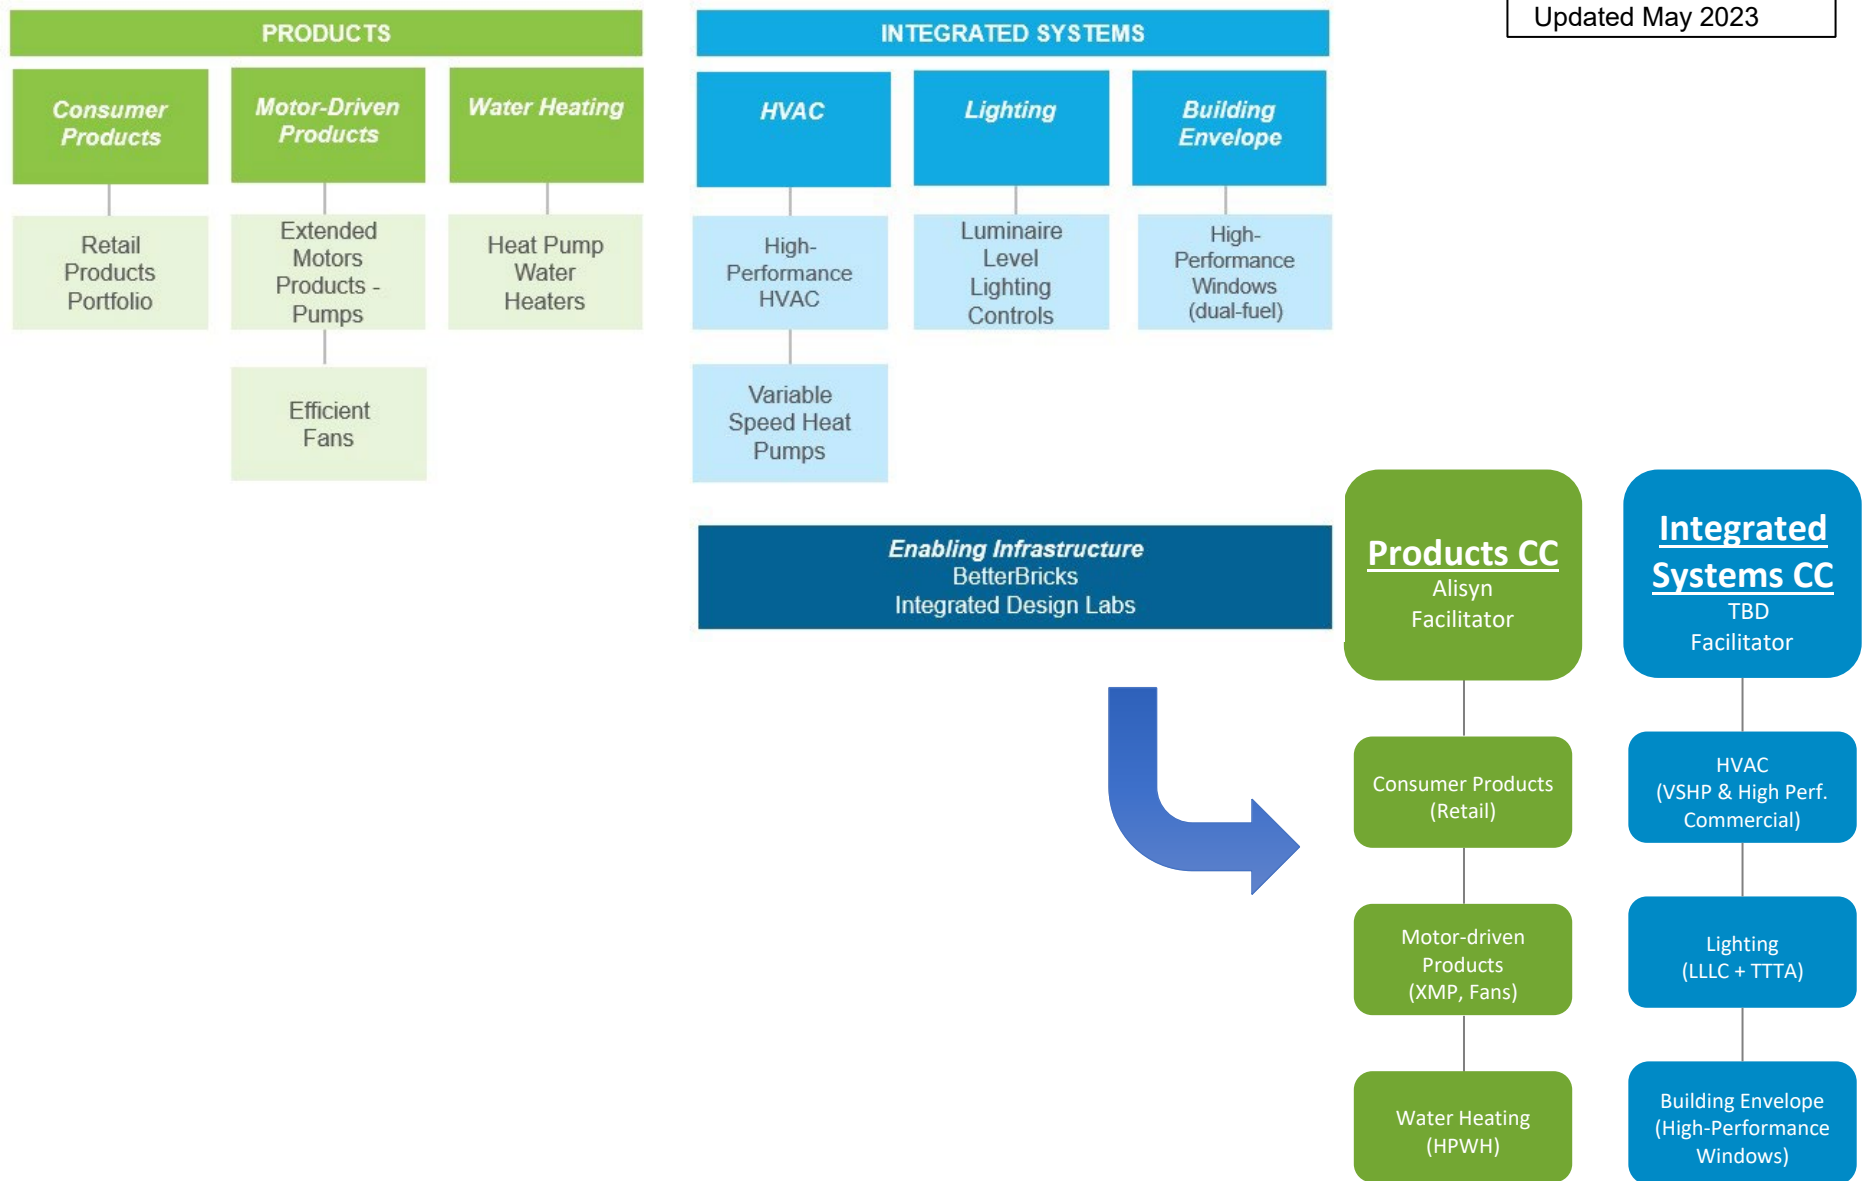 Updated May 2023
PRODUCTS
Consumer
Products
Motor-Driven
Products
Water Heating
Retail
Products
Portfolio
Extended
Motors
Products -
Pumps
Heat Pump
Water
Heaters
Efficient
Fans
INTEGRATED SYSTEMS
HVAC
Lighting
Building
Envelope
High-
Performance
HVAC
Luminaire
Level
Lighting
Controls
High-
Performance
Windows
(dual-fuel)
Variable
Speed Heat
Pumps
Enabling Infrastructure
BetterBricks
Integrated Design Labs
Products CC
Alisyn
Facilitator
Consumer Products
(Retail)
Motor-driven
Products
(XMP, Fans)
Water Heating
(HPWH)
Integrated
Systems CC
TBD
Facilitator
HVAC
(VSHP & High Perf.
Commercial)
Lighting
(LLLC + TTTA)
Building Envelope
(High-Performance
Windows)